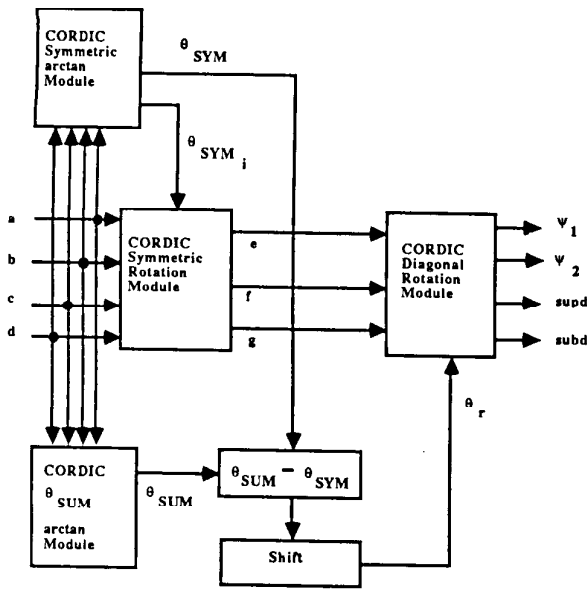 CORDIC
Symmetric
arctan
Module
θ SYM
θ SYM i
a
b
c
d
CORDIC
Symmetric
Rotation
Module
e
f
g
CORDIC
Diagonal
Rotation
Module
Ψ 1
Ψ 2
supd
subd
θ r
CORDIC
θ SUM
arctan
Module
θ SUM
θ SUM − θ SYM
Shift